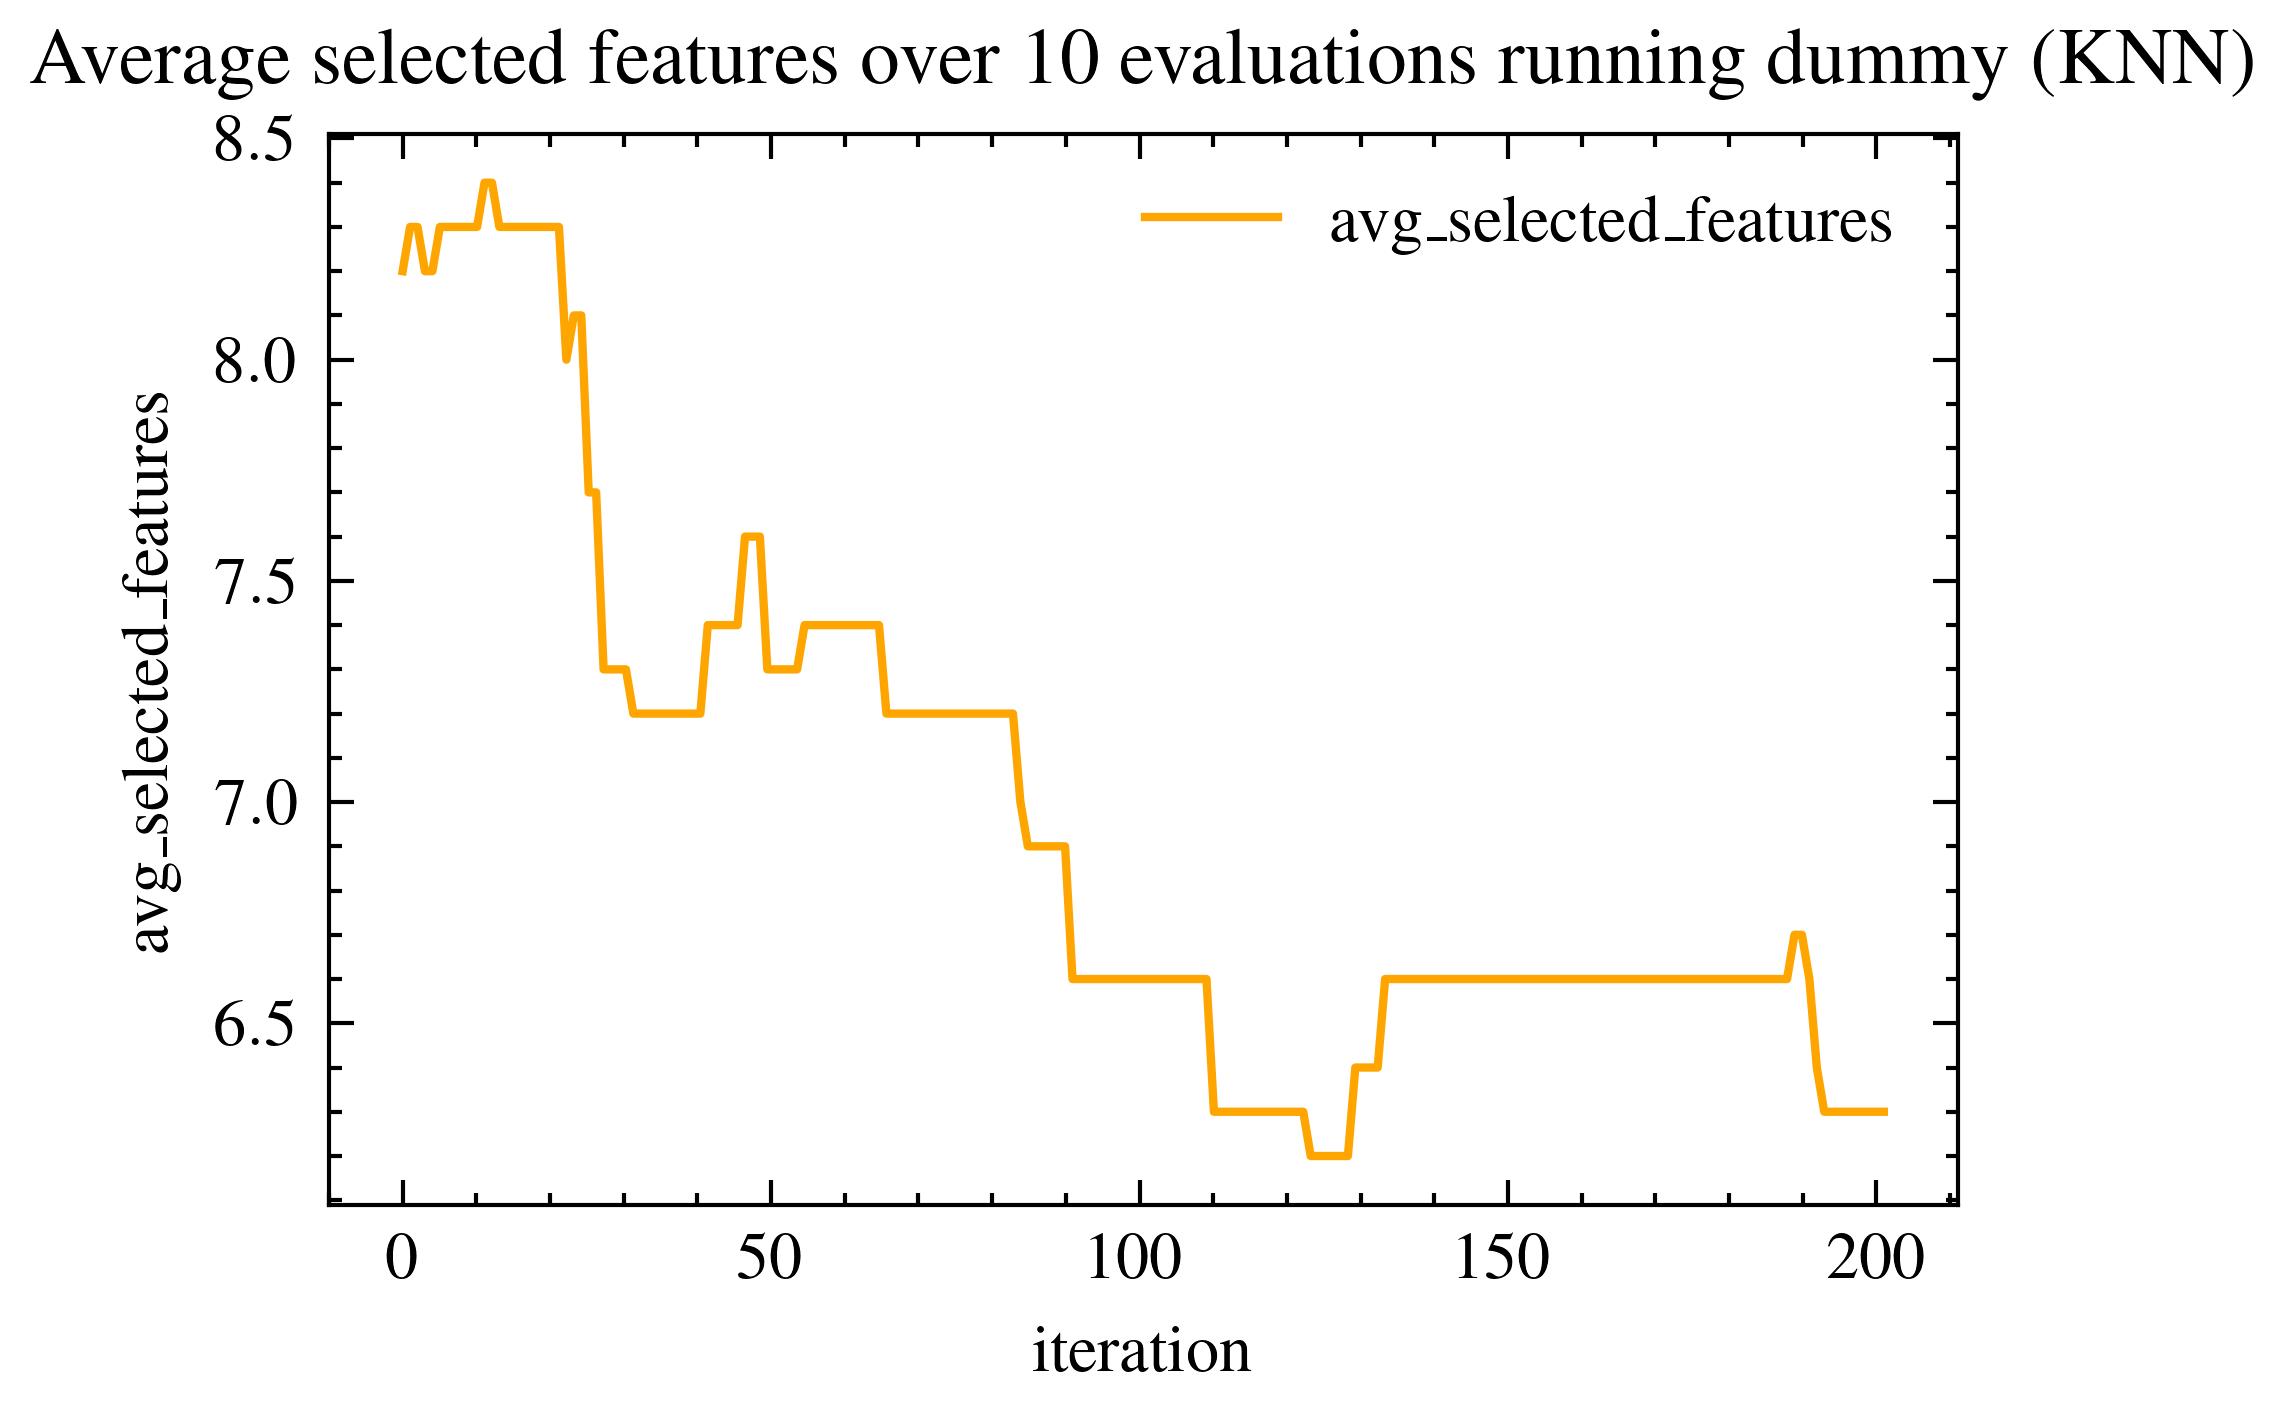 Average selected features over 10 evaluations running dummy (KNN)
avg_selected_features
8.5
8.0
7.5
7.0
6.5
avg_selected_features
0 50 100 150 200
iteration